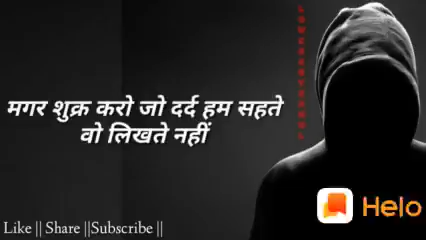 मगर शुक्र करो जो दर्द हम सहते
वो लिखते नहीं
Helo
Like || Share ||Subscribe ||